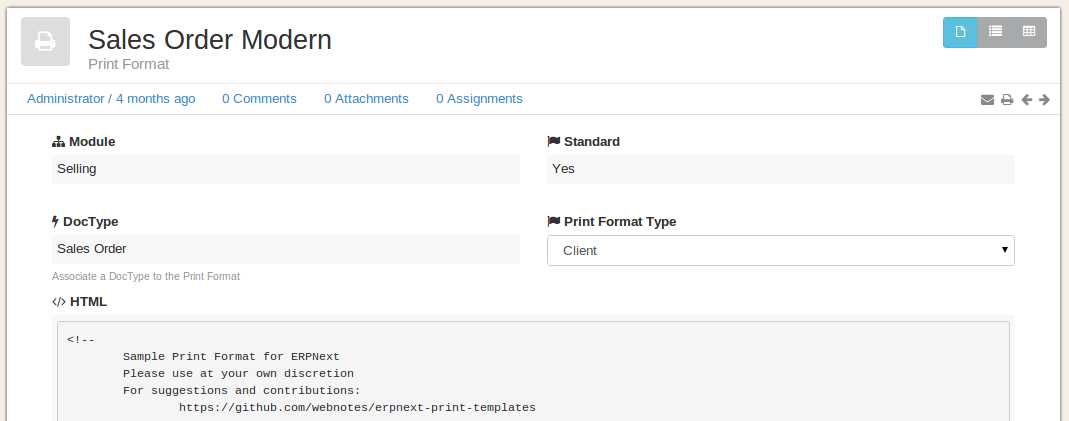 Sales Order Modern
Print Format
Administrator / 4 months ago 0 Comments 0 Attachments 0 Assignments
Module Standard
Selling Yes
DocType Print Format Type
Sales Order Client
Associate a DocType to the Print Format
</> HTML
<!--
Sample Print Format for ERPNext
Please use at your own discretion
For suggestions and contributions:
https://github.com/webnotes/erpnext-print-templates